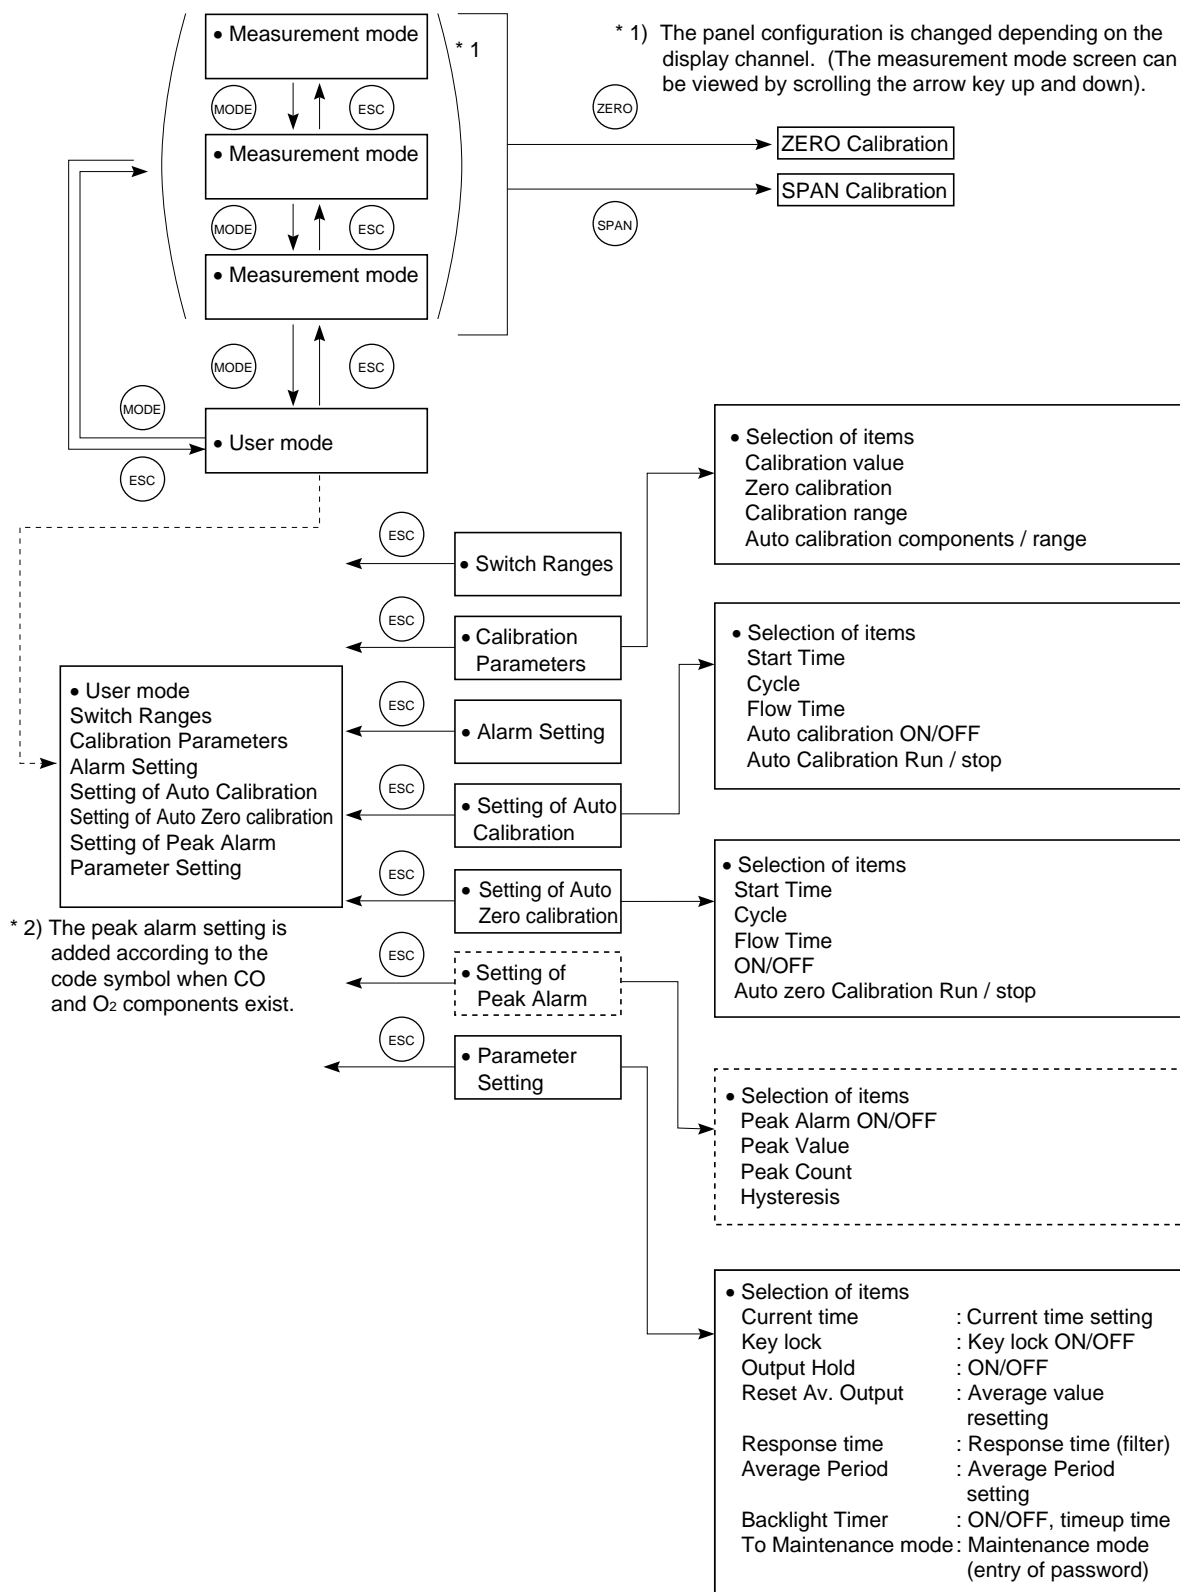 • Measurement mode
* 1
* 1) The panel configuration is changed depending on the
display channel. (The measurement mode screen can
be viewed by scrolling the arrow key up and down).
MODE
ESC
ZERO
• Measurement mode
ZERO Calibration
SPAN Calibration
MODE
ESC
SPAN
• Measurement mode
MODE
ESC
MODE
• User mode
ESC
• Selection of items
Calibration value
Zero calibration
Calibration range
Auto calibration components / range
ESC
• Switch Ranges
ESC
• Calibration
Parameters
• Selection of items
Start Time
Cycle
Flow Time
Auto calibration ON/OFF
Auto Calibration Run / stop
• User mode
Switch Ranges
Calibration Parameters
Alarm Setting
Setting of Auto Calibration
Setting of Auto Zero calibration
Setting of Peak Alarm
Parameter Setting
ESC
• Alarm Setting
ESC
• Setting of Auto
Calibration
ESC
• Setting of Auto
Zero calibration
• Selection of items
Start Time
Cycle
Flow Time
ON/OFF
Auto zero Calibration Run / stop
* 2) The peak alarm setting is
added according to the
code symbol when CO
and O2 components exist.
ESC
• Setting of
Peak Alarm
ESC
• Parameter
Setting
• Selection of items
Peak Alarm ON/OFF
Peak Value
Peak Count
Hysteresis
• Selection of items
Current time : Current time setting
Key lock : Key lock ON/OFF
Output Hold : ON/OFF
Reset Av. Output : Average value
resetting
Response time : Response time (filter)
Average Period : Average Period
setting
Backlight Timer : ON/OFF, timeup time
To Maintenance mode : Maintenance mode
(entry of password)